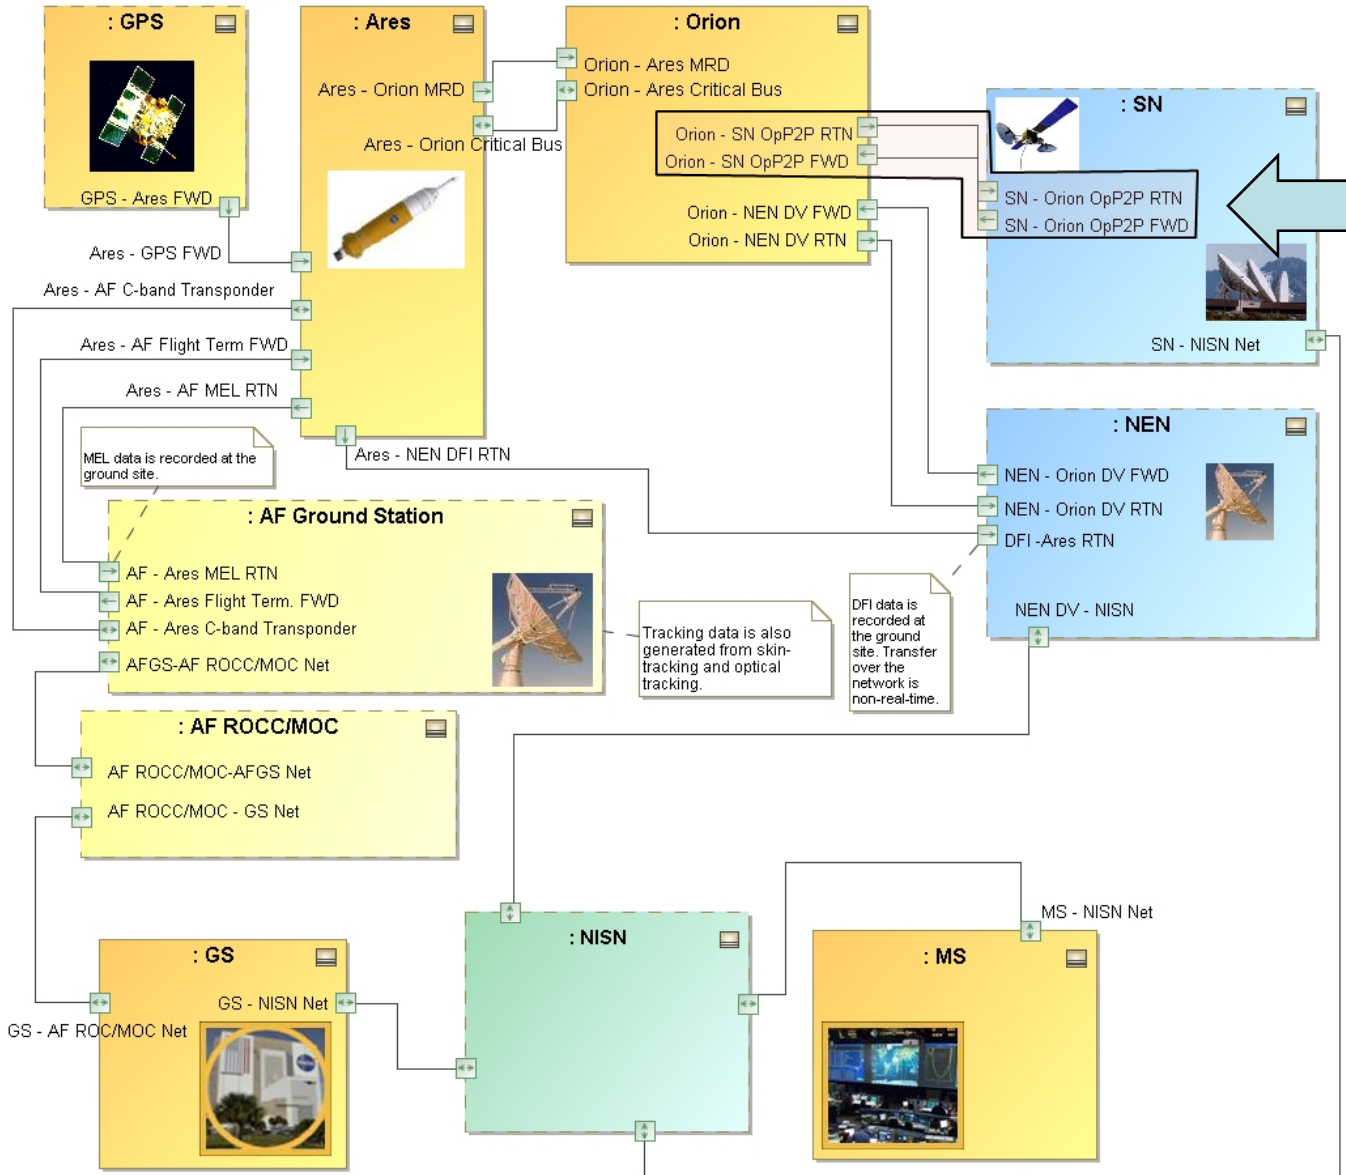 : GPS
GPS - Ares FWD
: Ares
Ares - Orion MRD
Ares - Orion Critical Bus
Ares - GPS FWD
Ares - AF C-band Transponder
Ares - AF Flight Term FWD
Ares - AF MEL RTN
Ares - NEN DFI RTN
: Orion
Orion - Ares MRD
Orion - Ares Critical Bus
Orion - SN OpP2P RTN
Orion - SN OpP2P FWD
Orion - NEN DV FWD
Orion - NEN DV RTN
: SN
SN - Orion OpP2P RTN
SN - Orion OpP2P FWD
SN - NISN Net
: NEN
NEN - Orion DV FWD
NEN - Orion DV RTN
DFI -Ares RTN
NEN DV - NISN
MEL data is recorded at the
ground site.
: AF Ground Station
AF - Ares MEL RTN
AF - Ares Flight Term. FWD
AF - Ares C-band Transponder
AFGS-AF ROCC/MOC Net
Tracking data is also
generated from skin-
tracking and optical
tracking.
DFI data is
recorded at
the ground
site. Transfer
over the
network is
non-real-time.
: AF ROCC/MOC
AF ROCC/MOC-AFGS Net
AF ROCC/MOC - GS Net
: GS
GS - NISN Net
GS - AF ROC/MOC Net
: NISN
MS - NISN Net
: MS